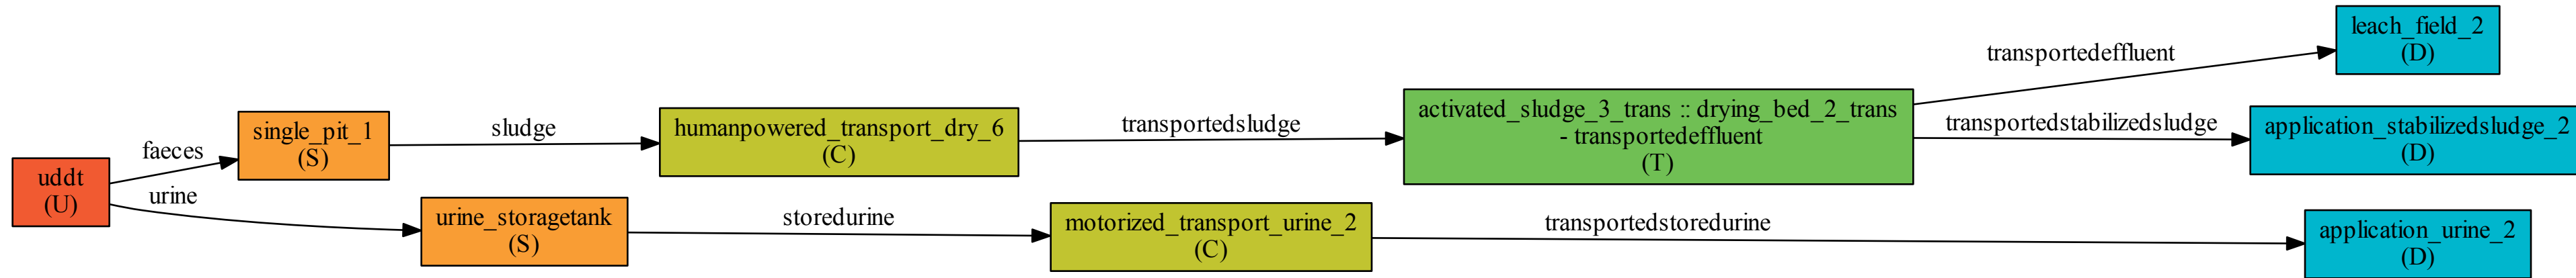 uddt
(U)
faeces
urine
single_pit_1
(S)
urine_storagetank
(S)
sludge
storedurine
humanpowered_transport_dry_6
(C)
motorized_transport_urine_2
(C)
transportedsludge
transportedstoredurine
activated_sludge_3_trans :: drying_bed_2_trans
- transportedeffluent
(T)
transportedeffluent
transportedstabilizedsludge
leach_field_2
(D)
application_stabilizedsludge_2
(D)
application_urine_2
(D)